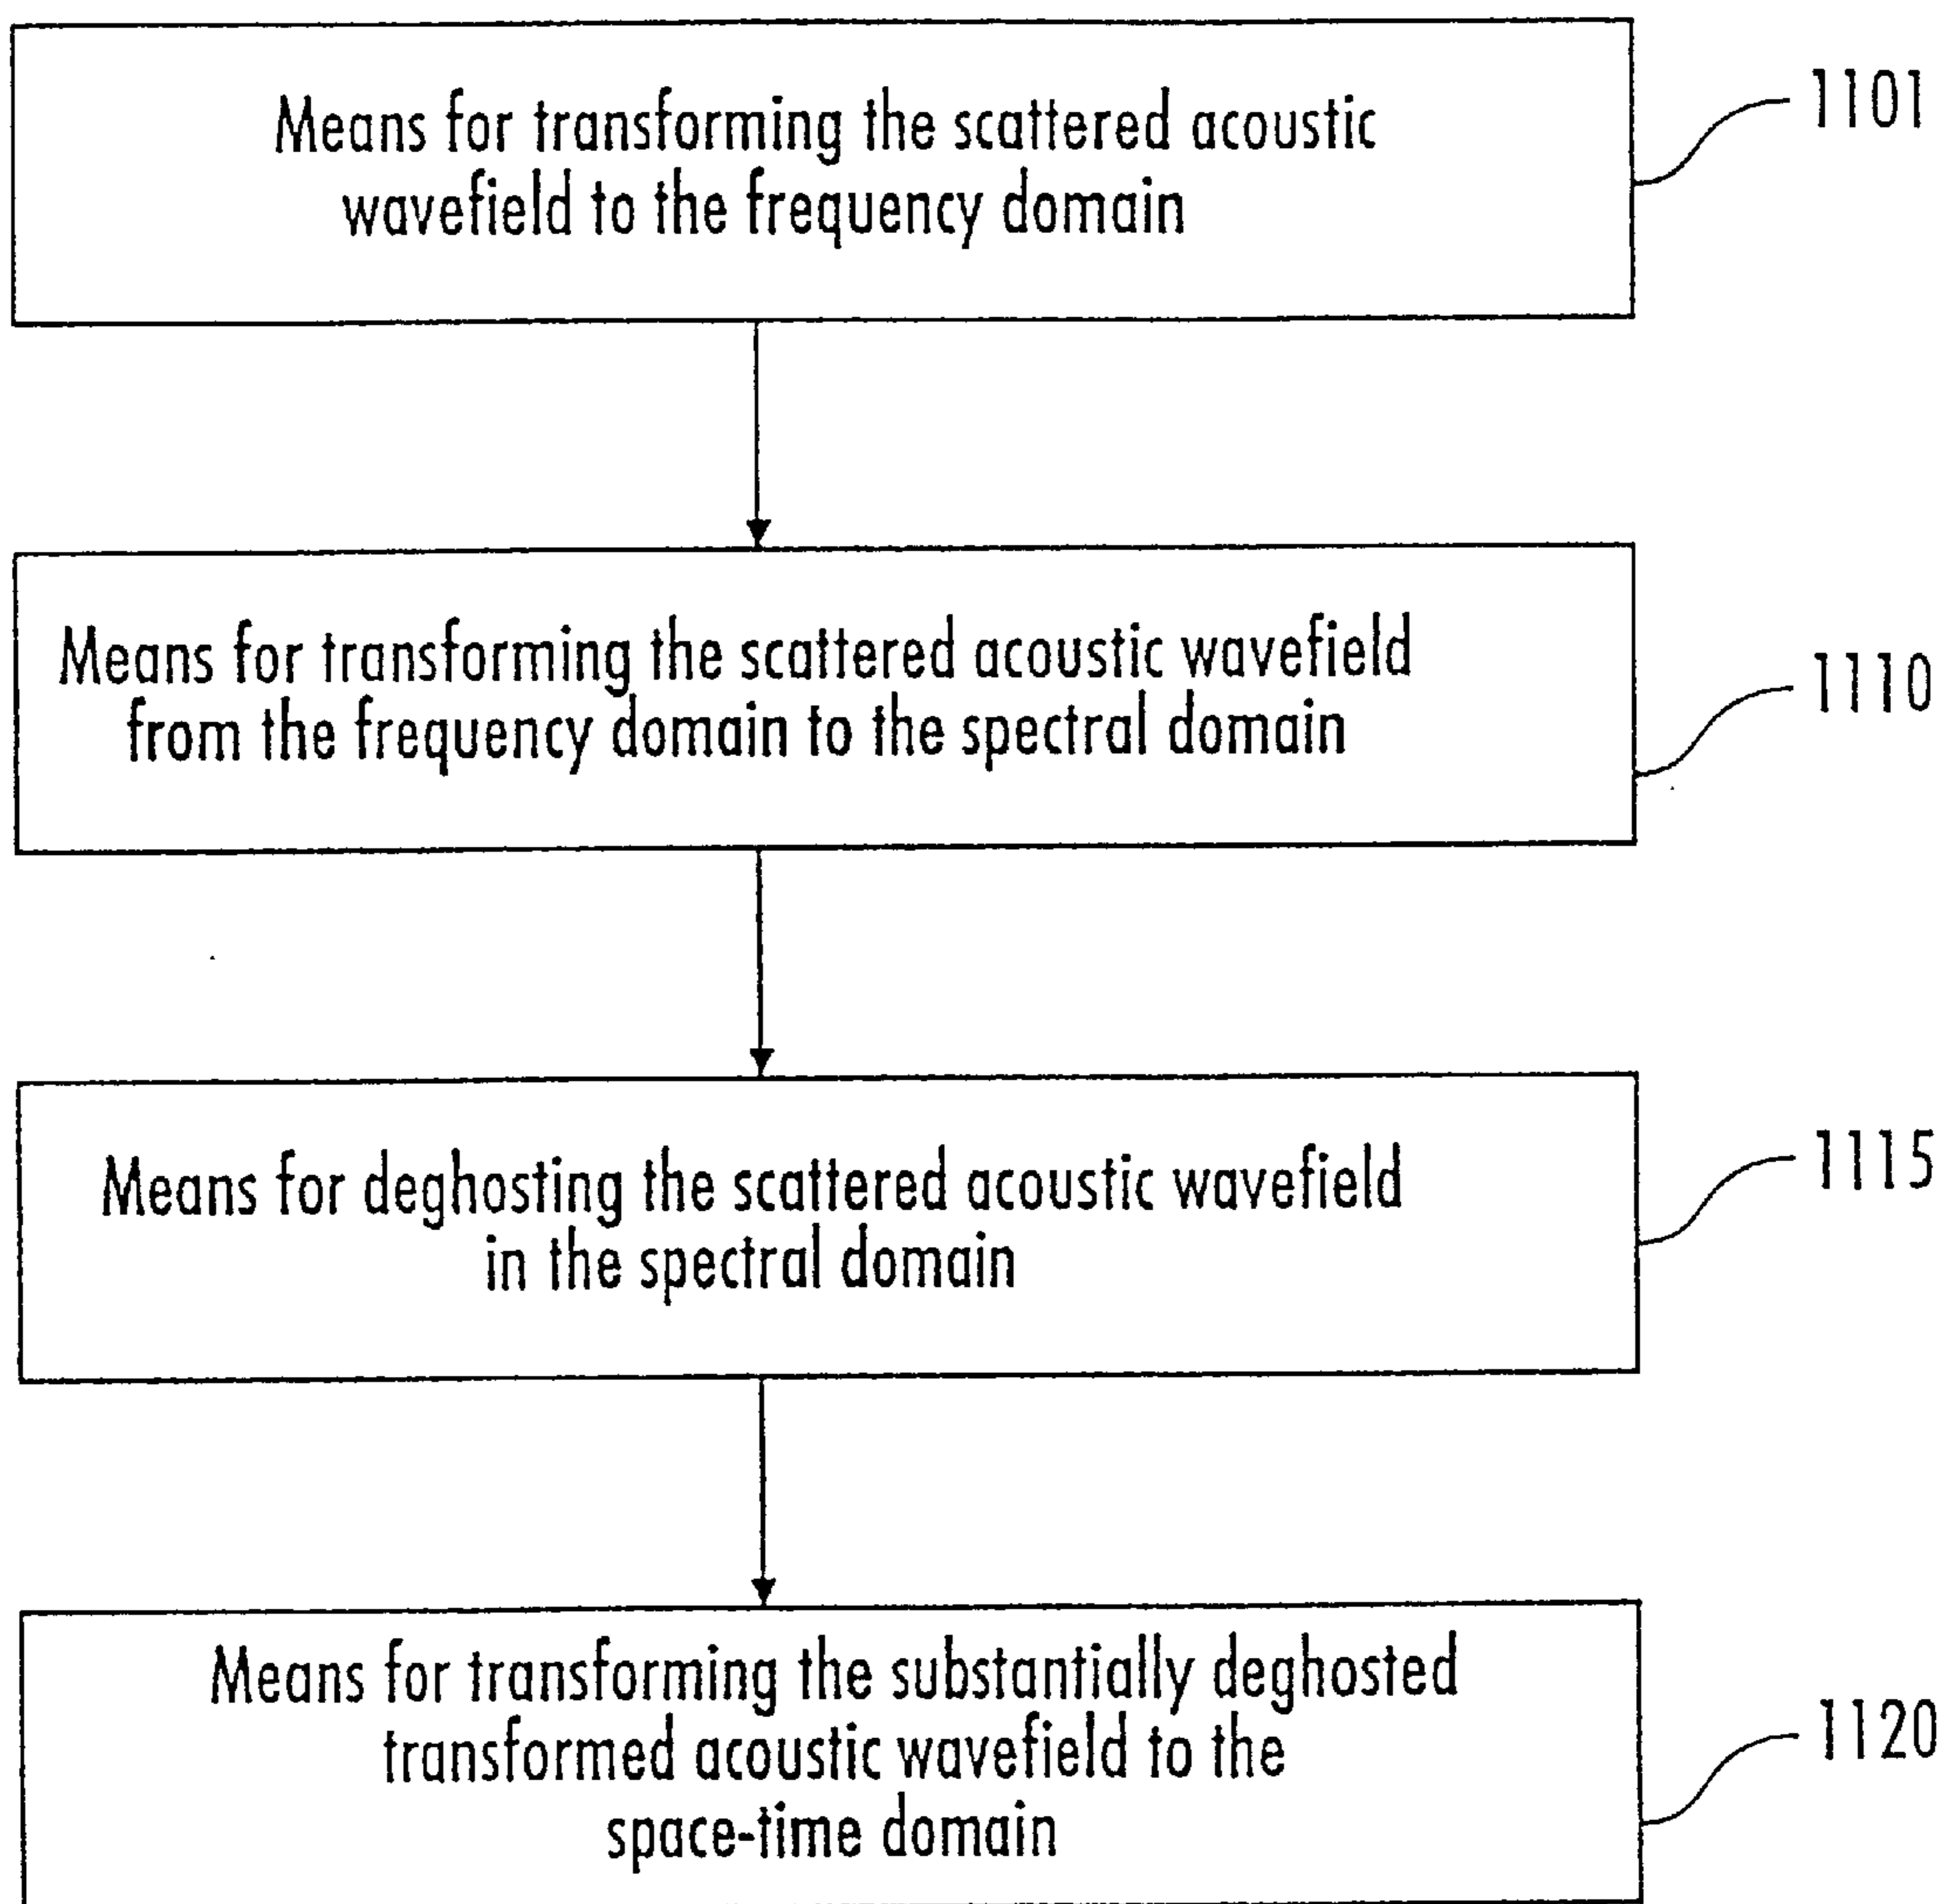 Means for transforming the scattered acoustic
wavefield to the frequency domain
1101
Means for transforming the scattered acoustic wavefield
from the frequency domain to the spectral domain
1110
Means for deghosting the scattered acoustic wavefield
in the spectral domain
1115
Means for transforming the substantially deghosted
transformed acoustic wavefield to the
space-time domain
1120